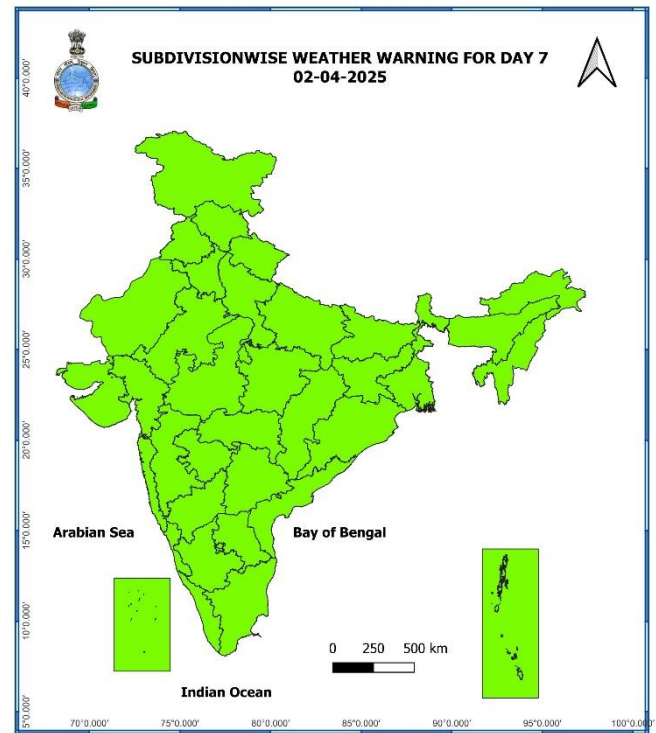 SUBDIVISIONWISE WEATHER WARNING FOR DAY 7
02-04-2025
40°0.000'
35°0.000'
30°0.000'
25°0.000'
20°0.000'
15°0.000'
10°0.000'
5°0.000'
Arabian Sea
Bay of Bengal
0 250 500 km
Indian Ocean
70°0.000' 75°0.000' 80°0.000' 85°0.000' 90°0.000' 95°0.000' 100°0.000'